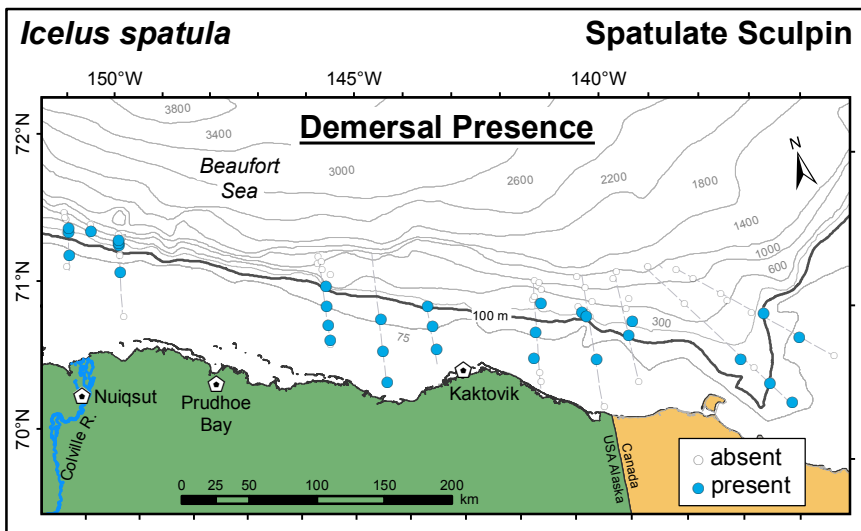 Icelus spatula
Spatulate Sculpin
150°W
145°W
140°W
Demersal Presence
72°N
71°N
70°N
Beaufort
Sea
3800
3400
3000
2600
2200
1800
1400
1000
600
300
100 m
75
N
Nuiqsut
Prudhoe
Bay
Kaktovik
Colville R.
USA Alaska
Canada
0 25 50 100 150 200
km
absent
present